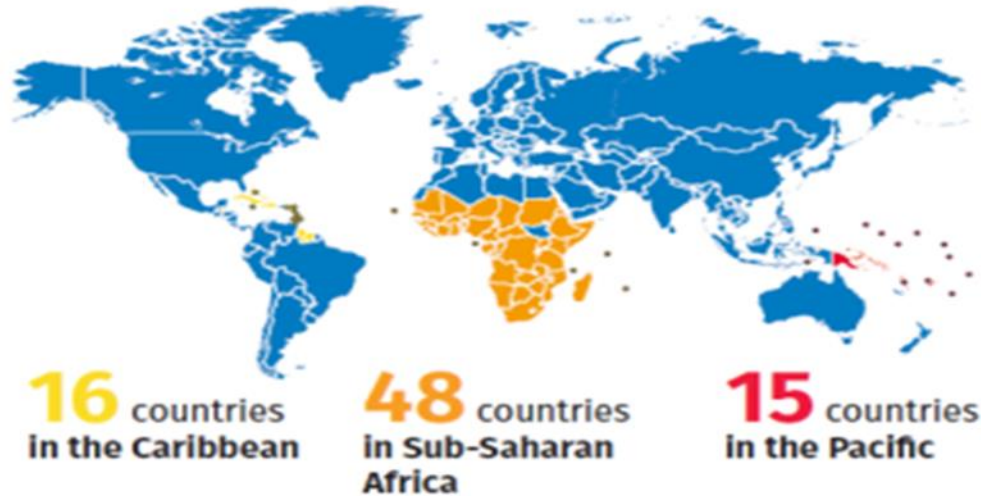 16 countries
in the Caribbean
48 countries
in Sub-Saharan
Africa
15 countries
in the Pacific